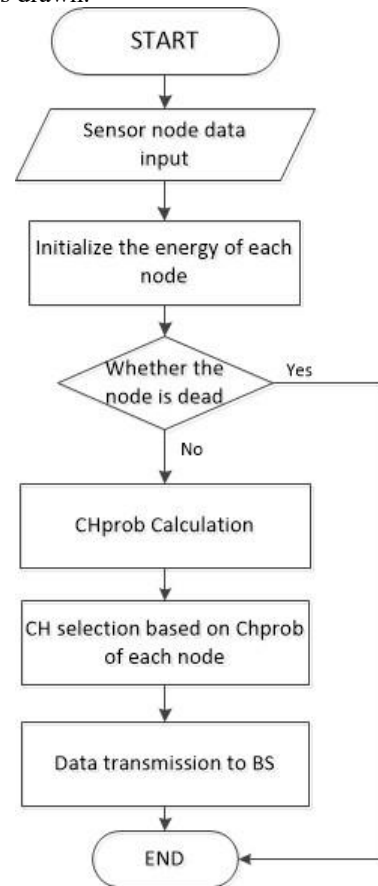 s drawn.
START
Sensor node data
input
Initialize the energy of each
node
Whether the
node is dead
Yes
No
CHprob Calculation
CH selection based on Chprob
of each node
Data transmission to BS
END